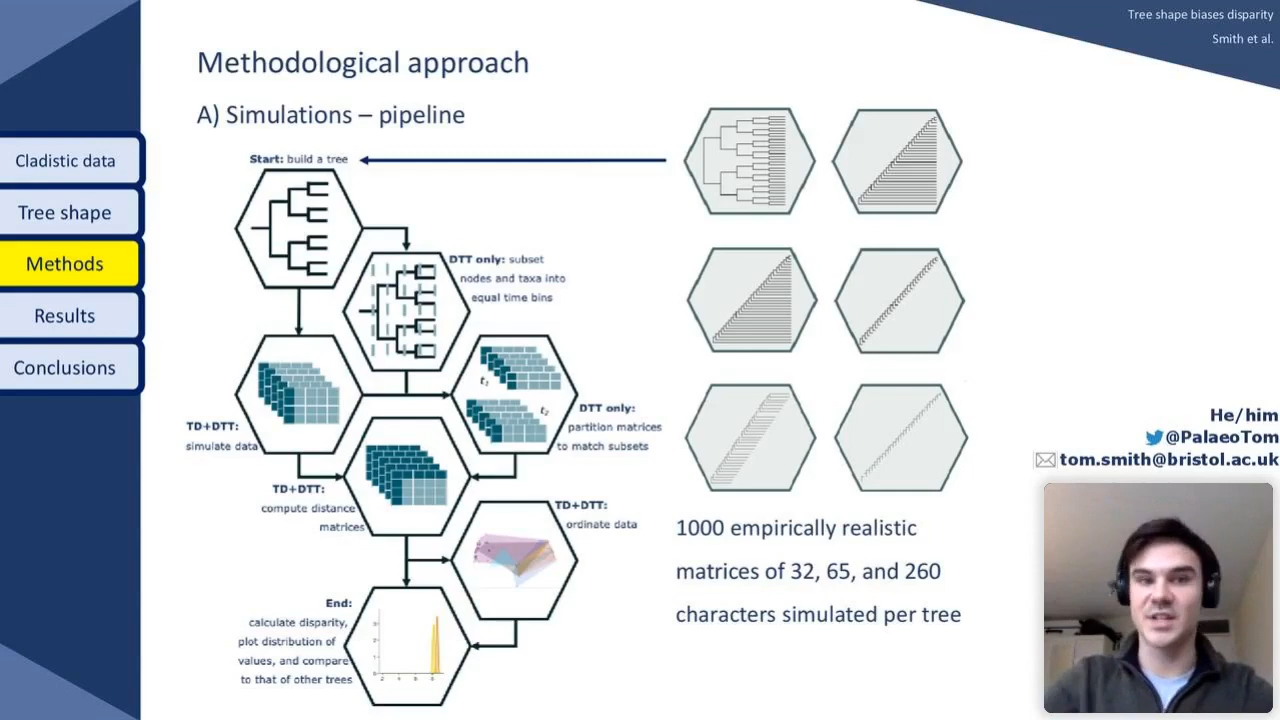 Tree shape biases disparity
Smith et al.
Methodological approach
A) Simulations – pipeline
Cladistic data
Tree shape
Methods
Results
Conclusions
Start: build a tree
DTT only: subset
nodes and taxa into
equal time bins
t1
t2
TD+DTT:
simulate data
DTT only:
partition matrices
to match subsets
TD+DTT:
compute distance
matrices
TD+DTT:
ordinate data
End:
calculate disparity,
plot distribution of
values, and compare
to that of other trees
1000 empirically realistic
matrices of 32, 65, and 260
characters simulated per tree
He/him
@PalaeoTom
tom.smith@bristol.ac.uk